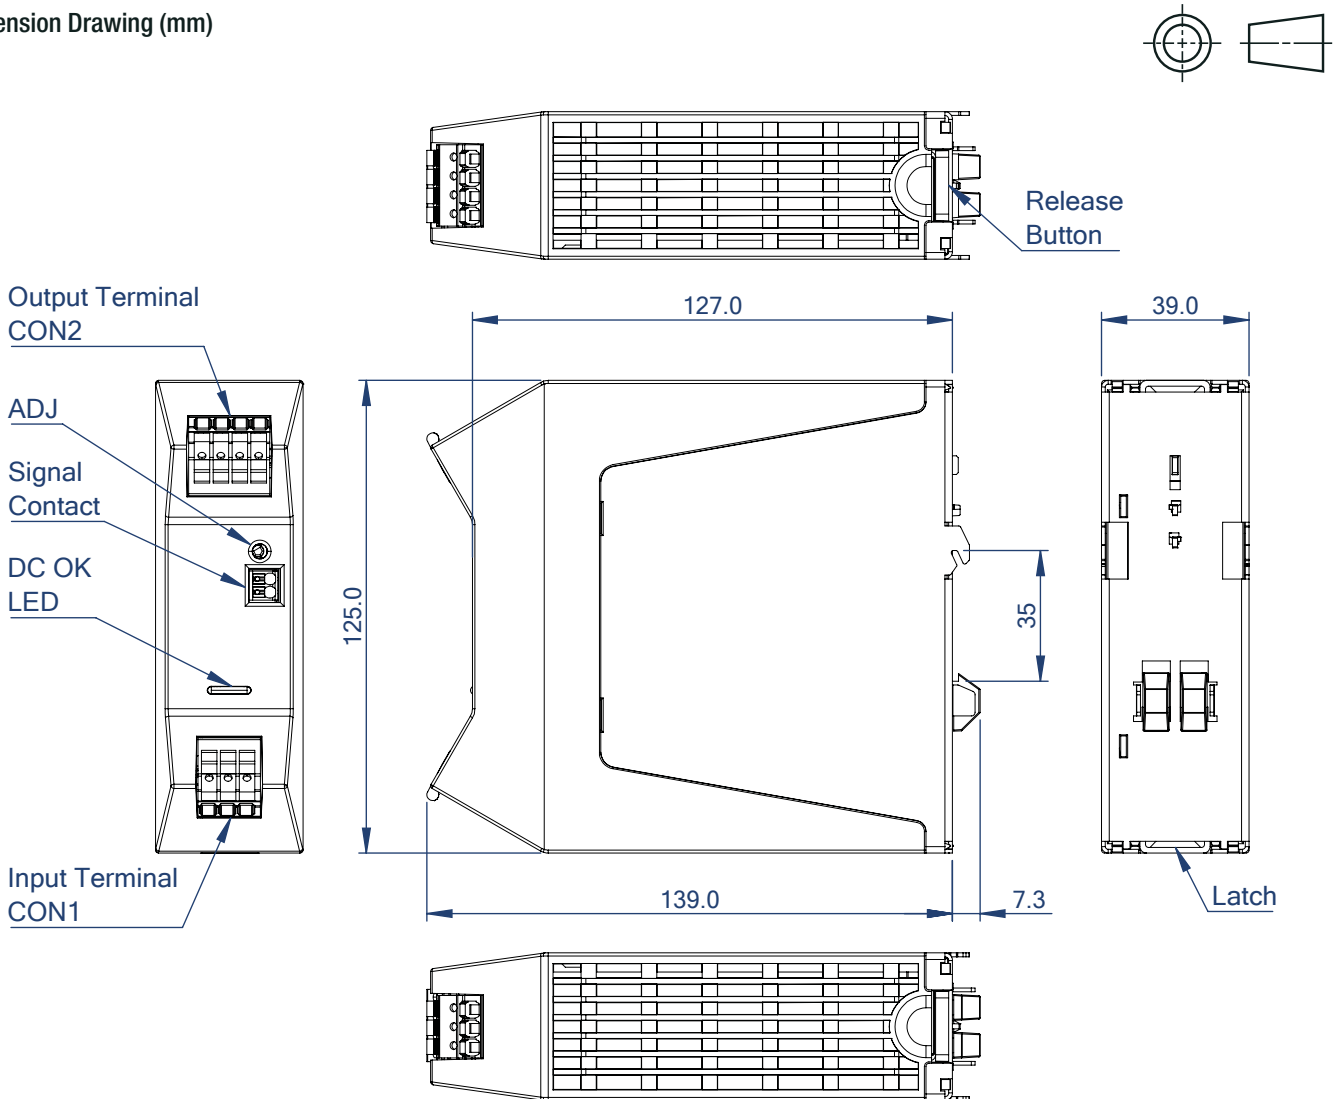 ension Drawing (mm)
Release
Button
Output Terminal
CON2
127.0
39.0
ADJ
Signal
Contact
DC OK
LED
125.0
35
Input Terminal
CON1
139.0
7.3
Latch